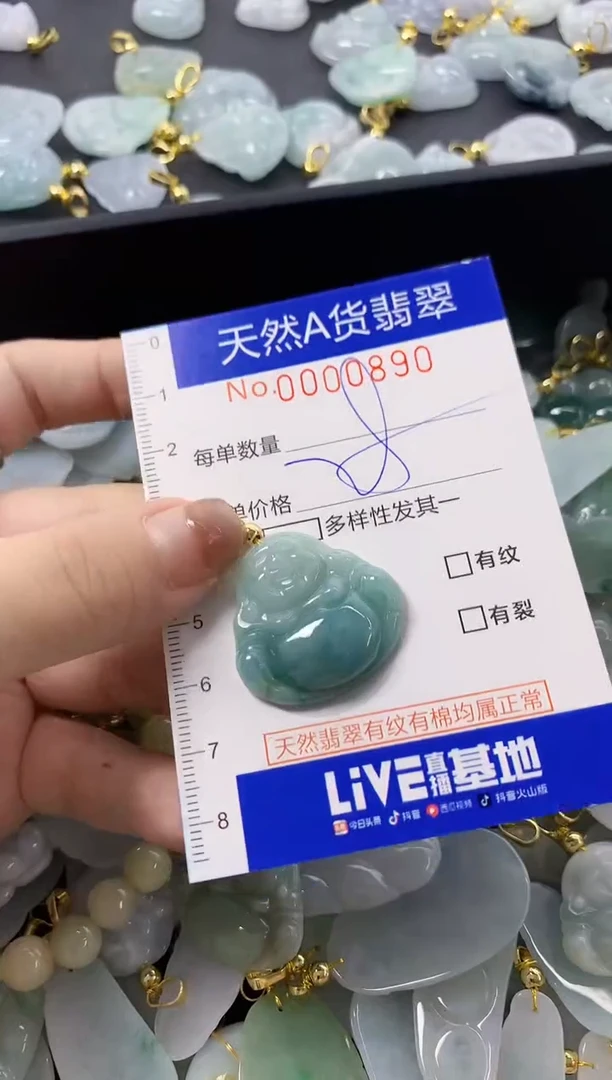 天然A货翡翠
No.0000890
每单数量
单价格
多样性发其一
有纹
有裂
天然翡翠有纹有棉均属正常
LiVE直播基地
今日头条 抖音 西瓜视频 抖音火山版
0
1
2
5
6
7
8